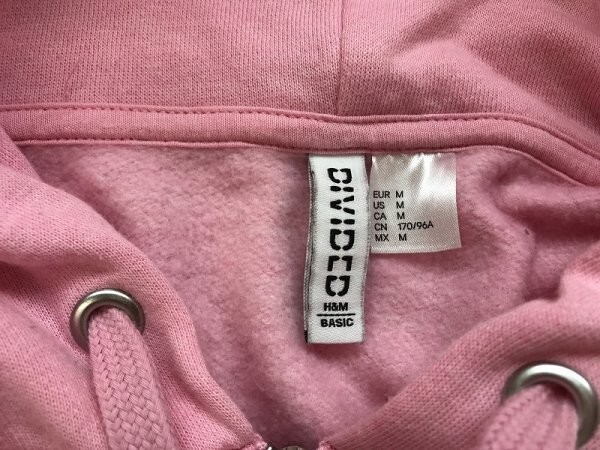 DIVIDED
H&M
BASIC
EUR M
US M
CA M
CN 170/96A
MX M